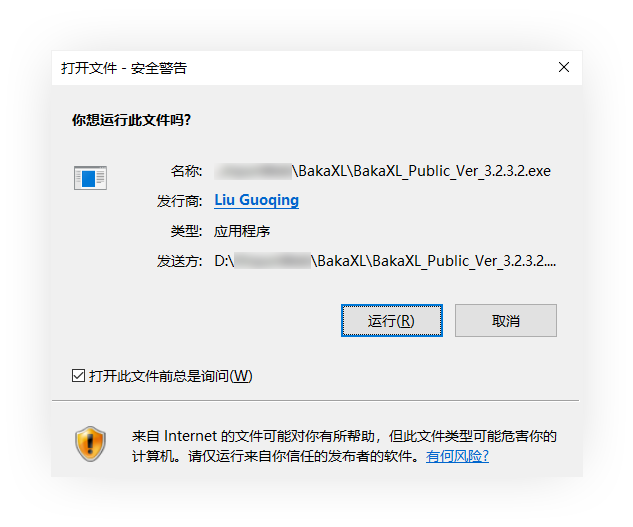 打开文件 - 安全警告
你想运行此文件吗?
名称: \BakaXL\BakaXL_Public_Ver_3.2.3.2.exe
发行商: Liu Guoqing
类型: 应用程序
发送方: D:\ \BakaXL\BakaXL_Public_Ver_3.2.3.2....
运行(R) 取消
打开此文件前总是询问(W)
来自 Internet 的文件可能对你有所帮助，但此文件类型可能危害你的
计算机。请仅运行来自你信任的发布者的软件。有何风险?